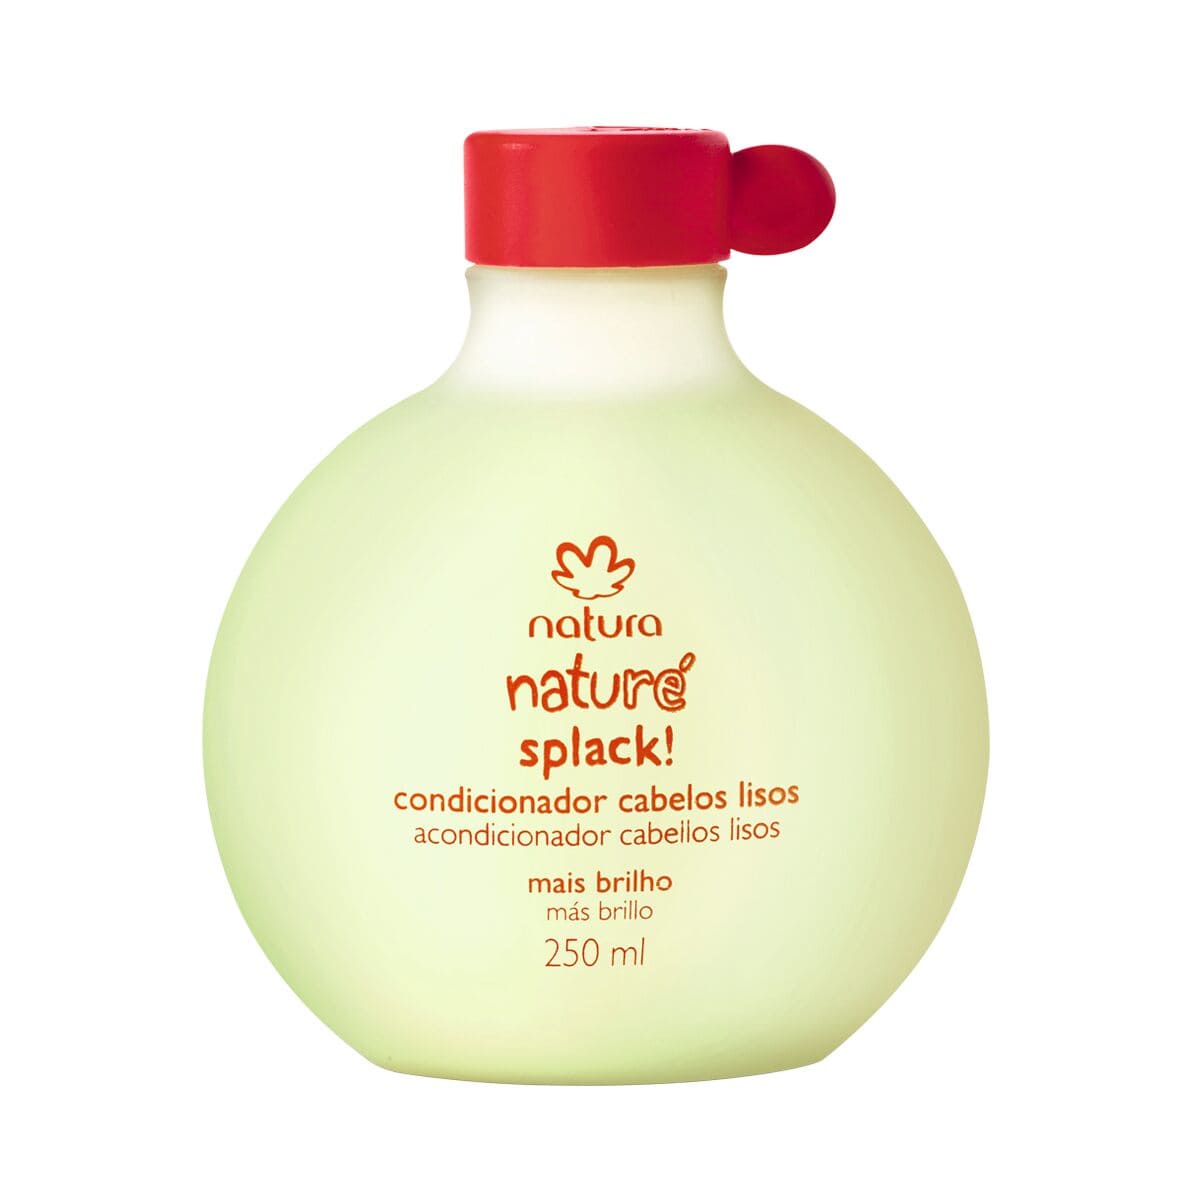 natura
naturé
splack!
condicionador cabelos lisos
acondicionador cabellos lisos
mais brilho
más brillo
250 ml